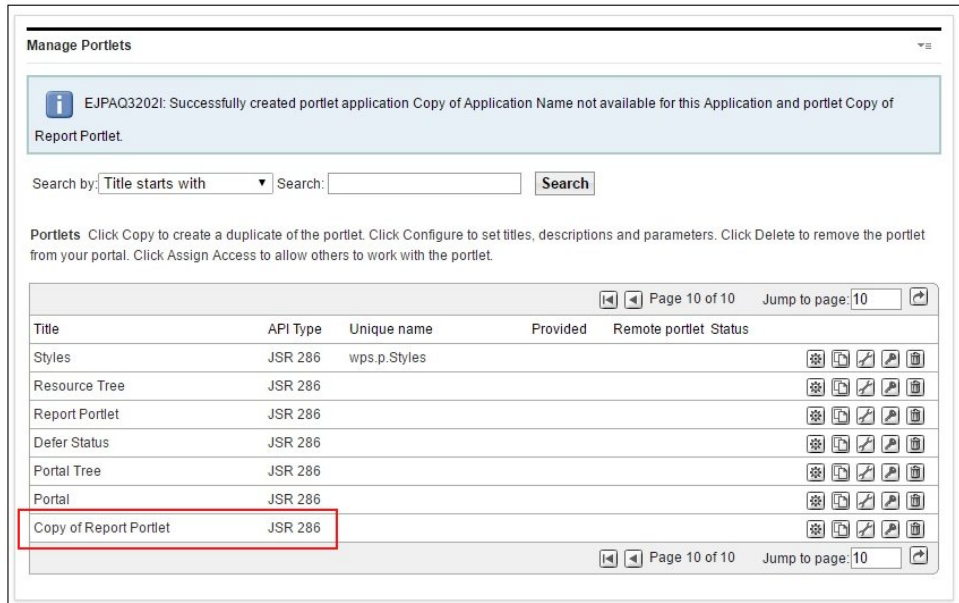 Manage Portlets
EJPAQ3202I: Successfully created portlet application Copy of Application Name not available for this Application and portlet Copy of
Report Portlet.
Search by: Title starts with Search: Search
Portlets Click Copy to create a duplicate of the portlet. Click Configure to set titles, descriptions and parameters. Click Delete to remove the portlet
from your portal. Click Assign Access to allow others to work with the portlet.
Page 10 of 10 Jump to page: 10
Title API Type Unique name Provided Remote portlet Status
Styles JSR 286 wps.p.Styles
Resource Tree JSR 286
Report Portlet JSR 286
Defer Status JSR 286
Portal Tree JSR 286
Portal JSR 286
Copy of Report Portlet JSR 286
Page 10 of 10 Jump to page: 10